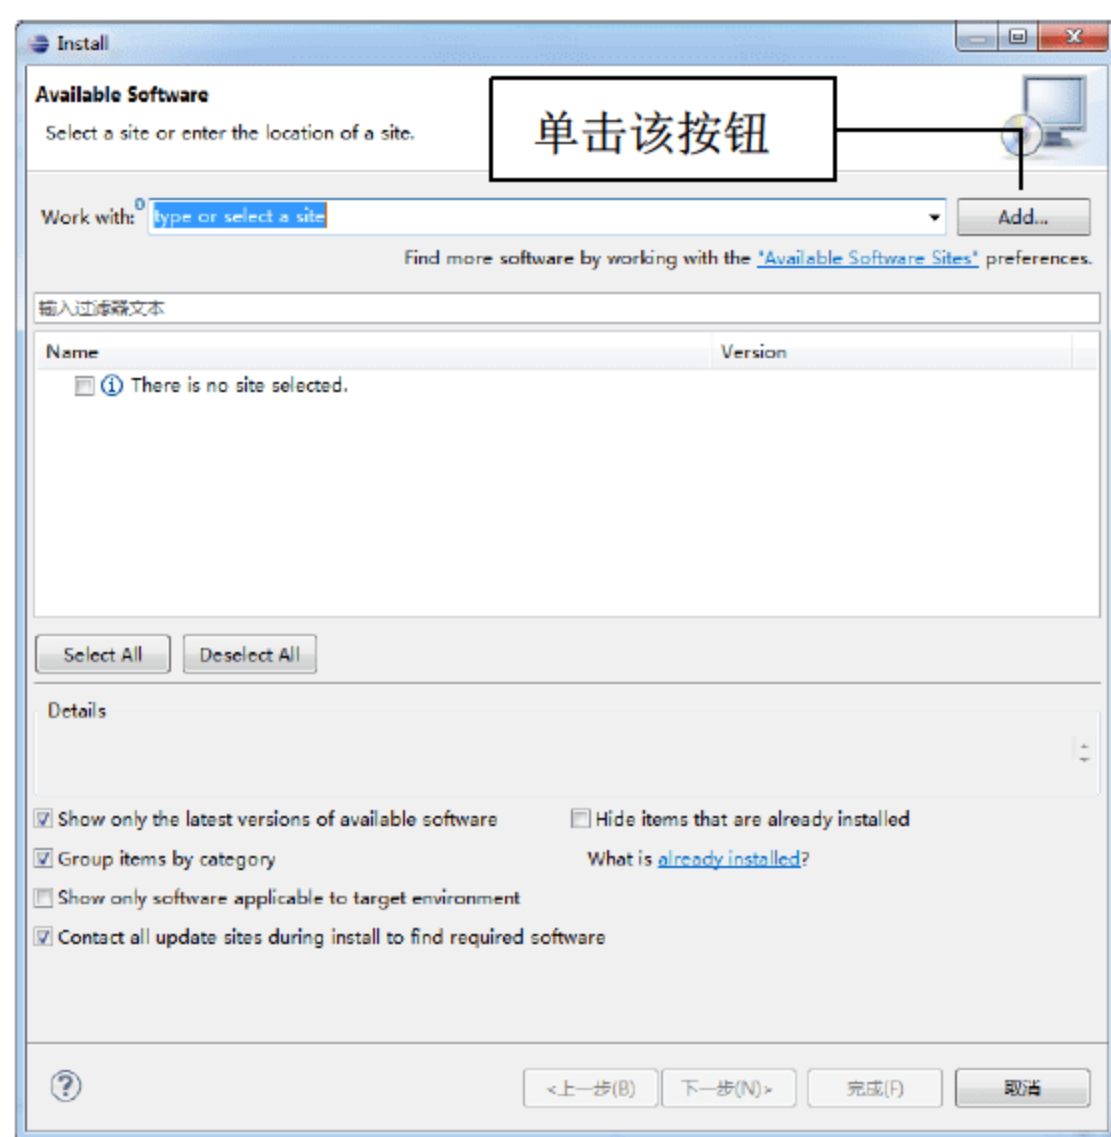 Install
Available Software
Select a site or enter the location of a site.
单击该按钮
Work with: type or select a site
Add...
Find more software by working with the "Available Software Sites" preferences.
输入过滤器文本
Name Version
There is no site selected.
Select All Deselect All
Details
Show only the latest versions of available software Hide items that are already installed
Group items by category What is already installed?
Show only software applicable to target environment
Contact all update sites during install to find required software
<上一步(B) 下一步(N)> 完成(F) 取消